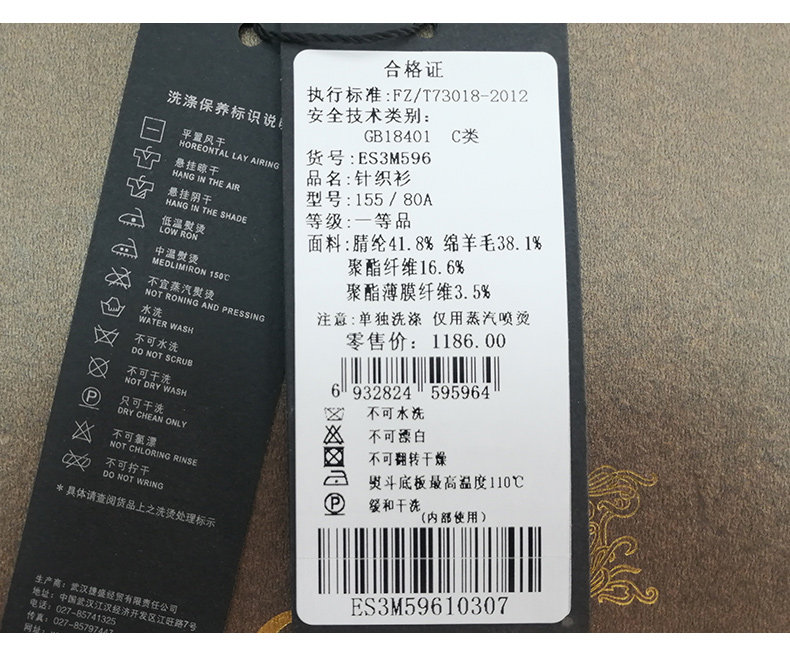 洗涤保养标识说
平置风干
HOREONTAL LAY AIRING
悬挂晾干
HANG IN THE AIR
悬挂阴干
HANG IN THE SHADE
低温熨烫
LOW RON
中温熨烫
MEDLIMIRON 150℃
不宜蒸汽熨烫
NOT RONING AND PRESSING
水洗
WATER WASH
不可水洗
DO NOT SCRUB
不可干洗
NOT DRY WASH
只可干洗
DRY CHEAN ONLY
不可氯漂
NOT CHLORING RINSE
不可拧干
DO NOT WRING
*具体请查阅货品上之洗烫处理标示
生产商: 武汉捷盛经贸有限责任公司
地址: 中国武汉江汉经济开发区江旺路7号
电话: 027-85741325
传真: 027-85797447
合格证
执行标准:FZ/T73018-2012
安全技术类别:
GB18401 C类
货号:ES3M596
品名:针织衫
型号:155/80A
等级:一等品
面料:腈纶41.8% 绵羊毛38.1%
聚酯纤维16.6%
聚酯薄膜纤维3.5%
注意:单独洗涤 仅用蒸汽喷烫
零售价: 1186.00
6 932824 595964
不可水洗
不可漂白
不可翻转干燥
熨斗底板最高温度110℃
P 缓和干洗
(内部使用)
ES3M59610307